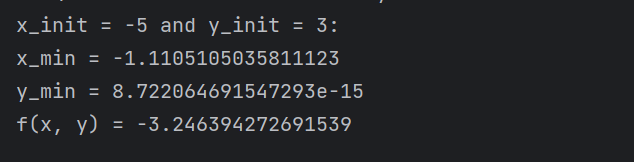 x_init = -5 and y_init = 3:
x_min = -1.1105105035811123
y_min = 8.722064691547293e-15
f(x, y) = -3.246394272691539